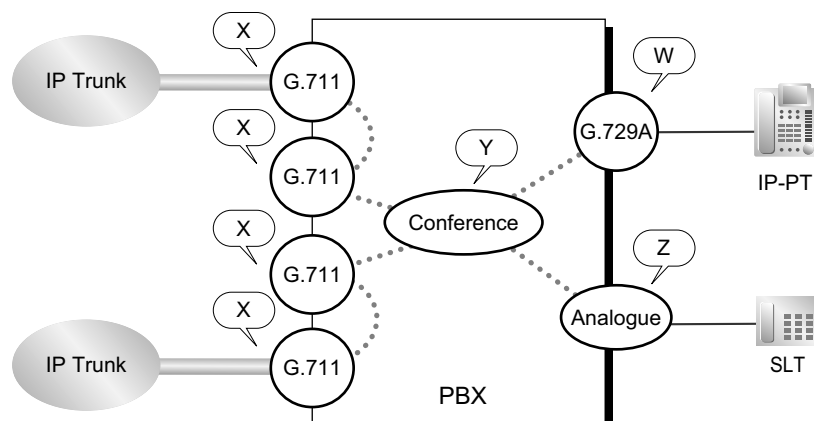 X
IP Trunk
G.711
W
X
G.711
Y
G.729A
IP-PT
Conference
X
G.711
Z
X
Analogue
IP Trunk
G.711
SLT
PBX